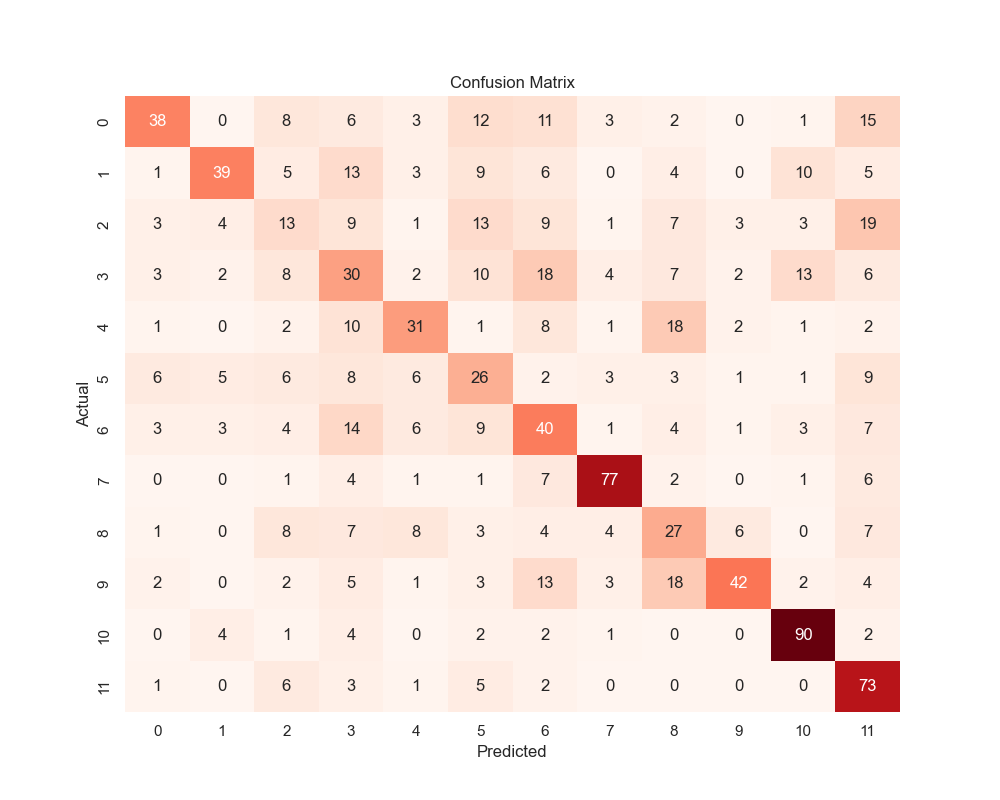 Confusion Matrix
0 38 0 8 6 3 12 11 3 2 0 1 15
1 1 39 5 13 3 9 6 0 4 0 10 5
2 3 4 13 9 1 13 9 1 7 3 3 19
3 3 2 8 30 2 10 18 4 7 2 13 6
4 1 0 2 10 31 1 8 1 18 2 1 2
5 6 5 6 8 6 26 2 3 3 1 1 9
Actual
6 3 3 4 14 6 9 40 1 4 1 3 7
7 0 0 1 4 1 1 7 77 2 0 1 6
8 1 0 8 7 8 3 4 4 27 6 0 7
9 2 0 2 5 1 3 13 3 18 42 2 4
10 0 4 1 4 0 2 2 1 0 0 90 2
11 1 0 6 3 1 5 2 0 0 0 0 73
0 1 2 3 4 5 6 7 8 9 10 11
Predicted